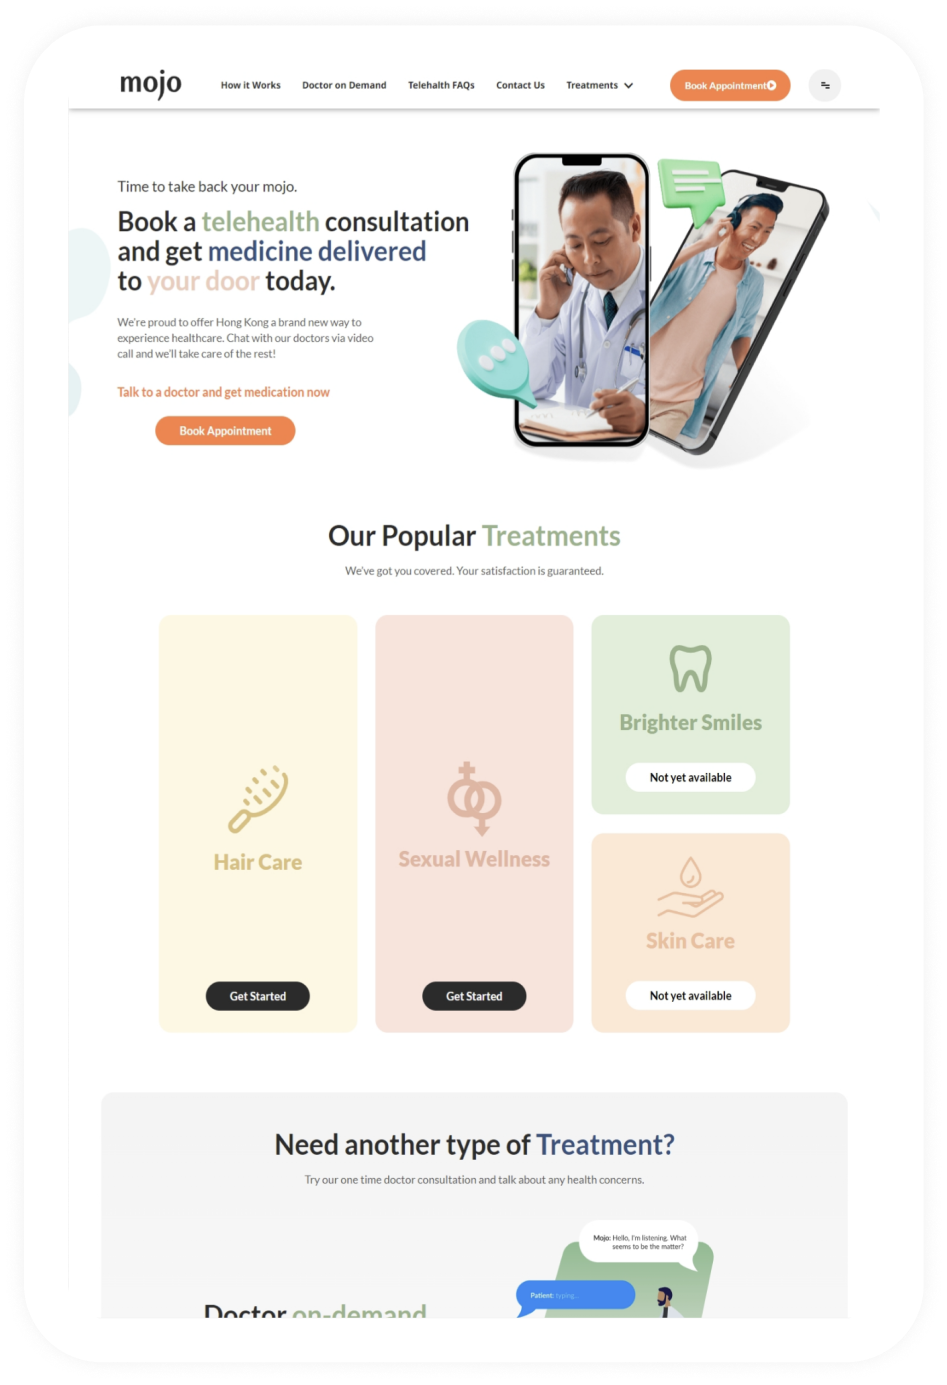 mojo
How it Works
Doctor on Demand
Telehalth FAQs
Contact Us
Treatments
Book Appointment
Time to take back your mojo.
Book a telehealth consultation
and get medicine delivered
to your door today.
We're proud to offer Hong Kong a brand new way to
experience healthcare. Chat with our doctors via video
call and we'll take care of the rest!
Talk to a doctor and get medication now
Book Appointment
Our Popular Treatments
We've got you covered. Your satisfaction is guaranteed.
Hair Care
Get Started
Sexual Wellness
Get Started
Brighter Smiles
Not yet available
Skin Care
Not yet available
Need another type of Treatment?
Try our one time doctor consultation and talk about any health concerns.
Mojo: Hello, I'm listening. What
seems to be the matter?
Patient: typing...
Doctor on-demand